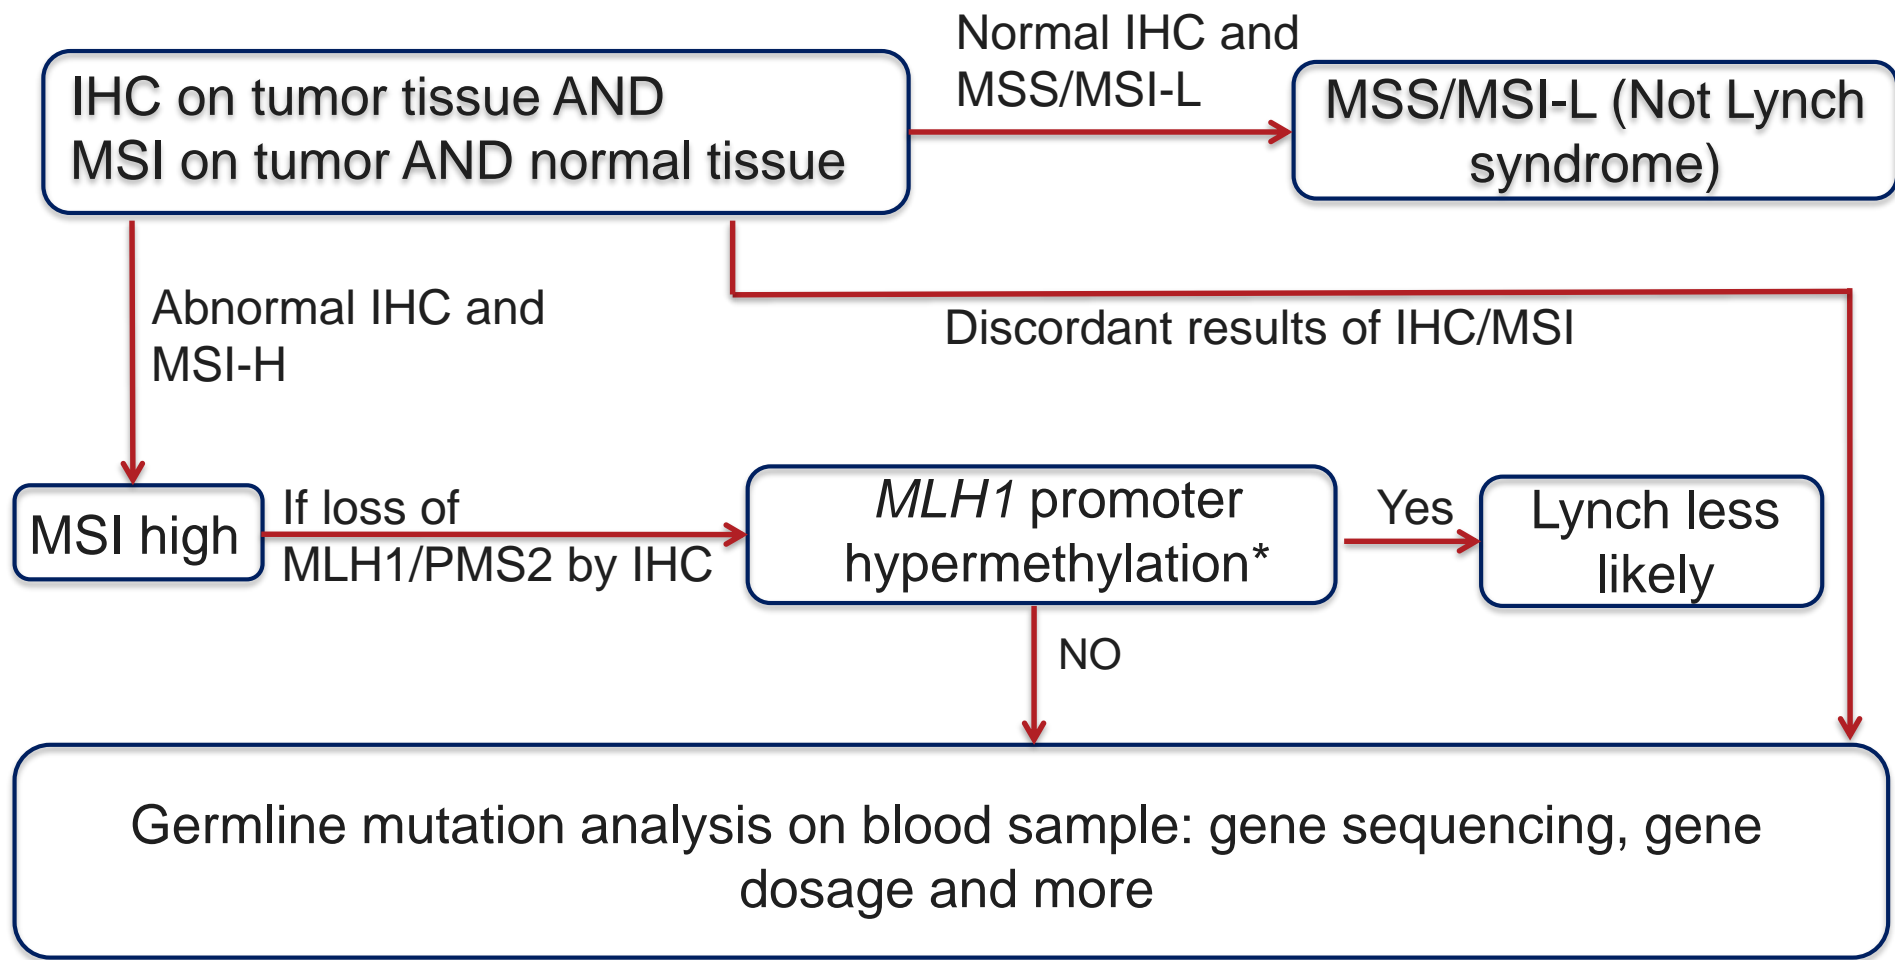 IHC on tumor tissue AND
MSI on tumor AND normal tissue
Normal IHC and
MSS/MSI-L
MSS/MSI-L (Not Lynch
syndrome)
Abnormal IHC and
MSI-H
Discordant results of IHC/MSI
MSI high
If loss of
MLH1/PMS2 by IHC
MLH1 promoter
hypermethylation*
Yes
Lynch less
likely
NO
Germline mutation analysis on blood sample: gene sequencing, gene
dosage and more